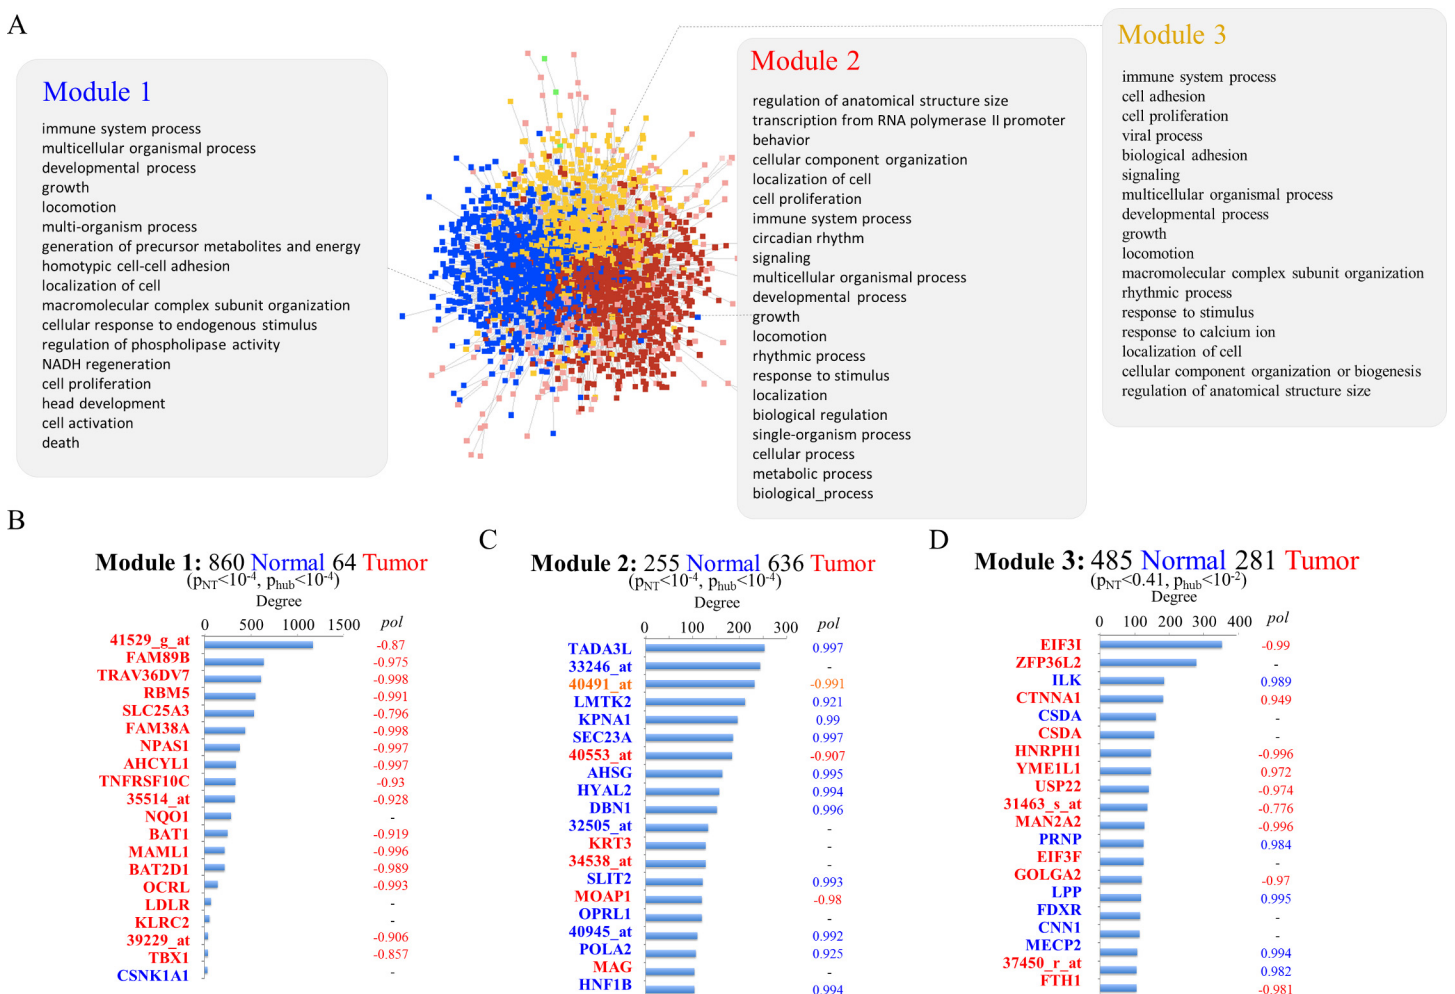 A
Module 1
immune system process
multicellular organismal process
developmental process
growth
locomotion
multi-organism process
generation of precursor metabolites and energy
homotypic cell-cell adhesion
localization of cell
macromolecular complex subunit organization
cellular response to endogenous stimulus
regulation of phospholipase activity
NADH regeneration
cell proliferation
head development
cell activation
death
Module 2
regulation of anatomical structure size
transcription from RNA polymerase II promoter
behavior
cellular component organization
localization of cell
cell proliferation
immune system process
circadian rhythm
signaling
multicellular organismal process
developmental process
growth
locomotion
rhythmic process
response to stimulus
localization
biological regulation
single-organism process
cellular process
metabolic process
biological_process
Module 3
immune system process
cell adhesion
cell proliferation
viral process
biological adhesion
signaling
multicellular organismal process
developmental process
growth
locomotion
macromolecular complex subunit organization
rhythmic process
response to stimulus
response to calcium ion
localization of cell
cellular component organization or biogenesis
regulation of anatomical structure size
B
Module 1: 860 Normal 64 Tumor
(pNT<10-4, phub<10-4)
Degree
0 500 1000 1500 pol
41529_g_at -0.87
FAM89B -0.975
TRAV36DV7 -0.998
RBM5 -0.991
SLC25A3 -0.796
FAM38A -0.998
NPAS1 -0.997
AHCYL1 -0.997
TNFRSF10C -0.93
35514_at -0.928
NQO1 -
BAT1 -0.919
MAML1 -0.996
BAT2D1 -0.989
OCRL -0.993
LDLR -
KLRC2 -
39229_at -0.906
TBX1 -0.857
CSNK1A1 -
C
Module 2: 255 Normal 636 Tumor
(pNT<10-4, phub<10-4)
Degree
0 100 200 300 pol
TADA3L 0.997
33246_at -
40491_at -0.991
LMTK2 0.921
KPNA1 0.99
SEC23A 0.997
40553_at -0.907
AHSG 0.995
HYAL2 0.994
DBN1 0.996
32505_at -
KRT3 -
34538_at -
SLIT2 0.993
MOAP1 -0.98
OPRL1 -
40945_at 0.992
POLA2 0.925
MAG -
HNF1B 0.994
D
Module 3: 485 Normal 281 Tumor
(pNT<0.41, phub<10-2)
Degree
0 100 200 300 400 pol
EIF3I -0.99
ZFP36L2 -
ILK 0.989
CTNNA1 0.949
CSDA -
CSDA -
HNRPH1 -0.996
YME1L1 0.972
USP22 -0.974
31463_s_at -0.776
MAN2A2 -0.996
PRNP 0.984
EIF3F -
GOLGA2 -0.97
LPP 0.995
FDXR -
CNN1 -
MECP2 0.994
37450_r_at 0.982
FTH1 -0.981